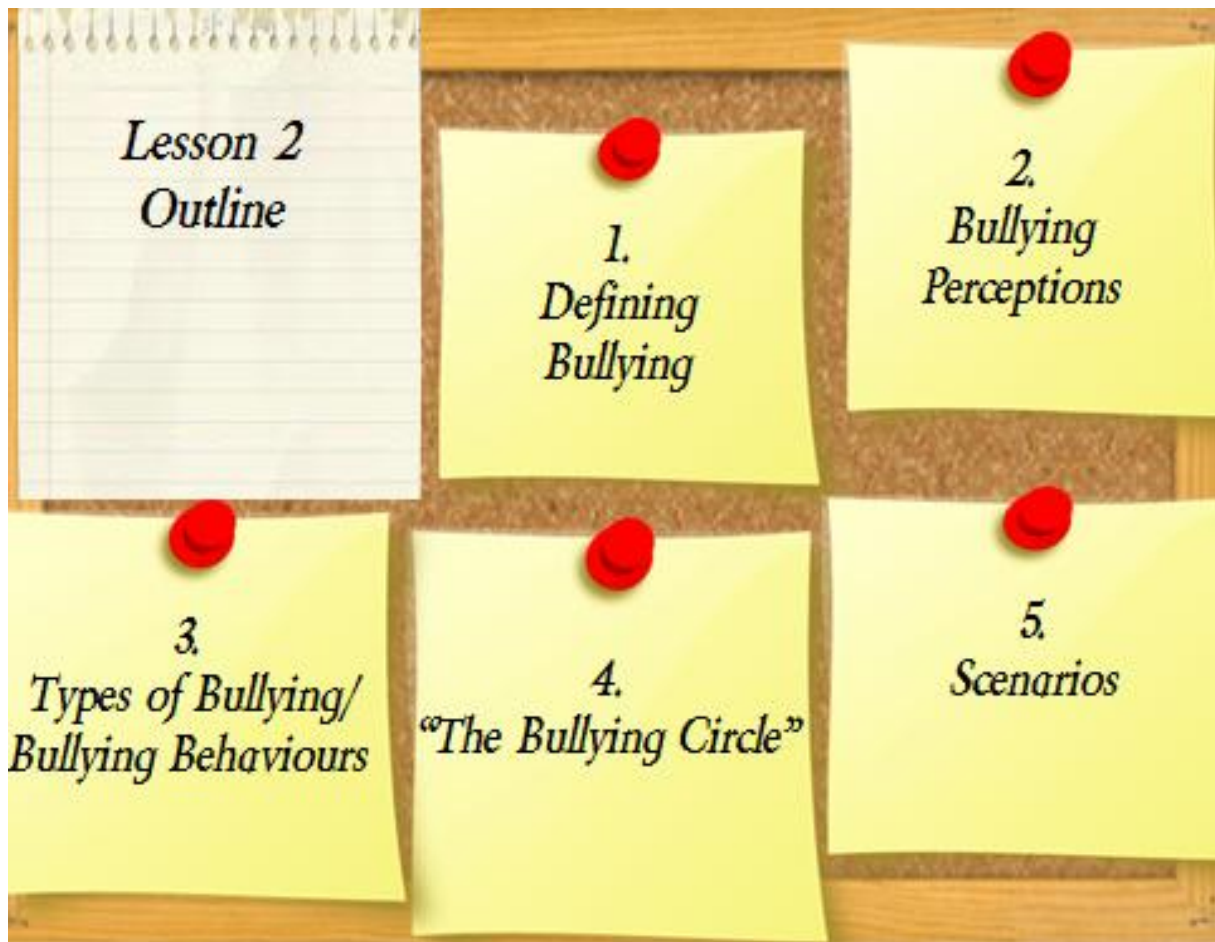 Lesson 2
Outline
1.
Defining
Bullying
2.
Bullying
Perceptions
3.
Types of Bullying/
Bullying Behaviours
4.
“The Bullying Circle”
5.
Scenarios